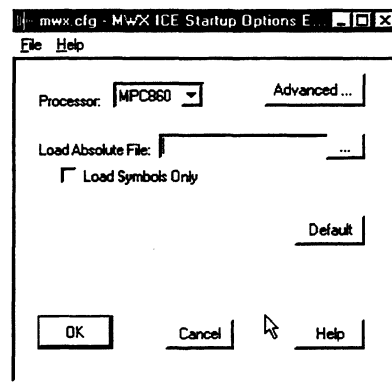 mwx.cfg - MWX ICE Startup Options E...
File Help
Processor: MPC860 Advanced ...
Load Absolute File: ...
Load Symbols Only
Default
OK Cancel Help